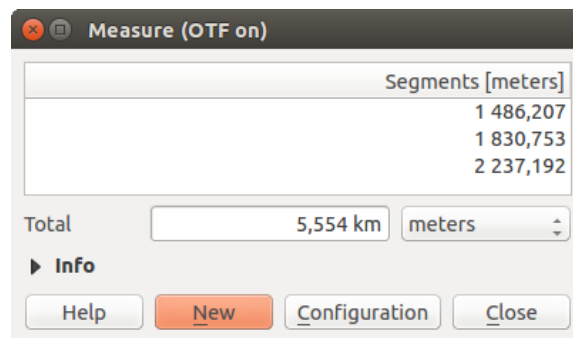 Measure (OTF on)
Segments [meters]
1 486,207
1 830,753
2 237,192
Total 5,554 km meters
Info
Help New Configuration Close